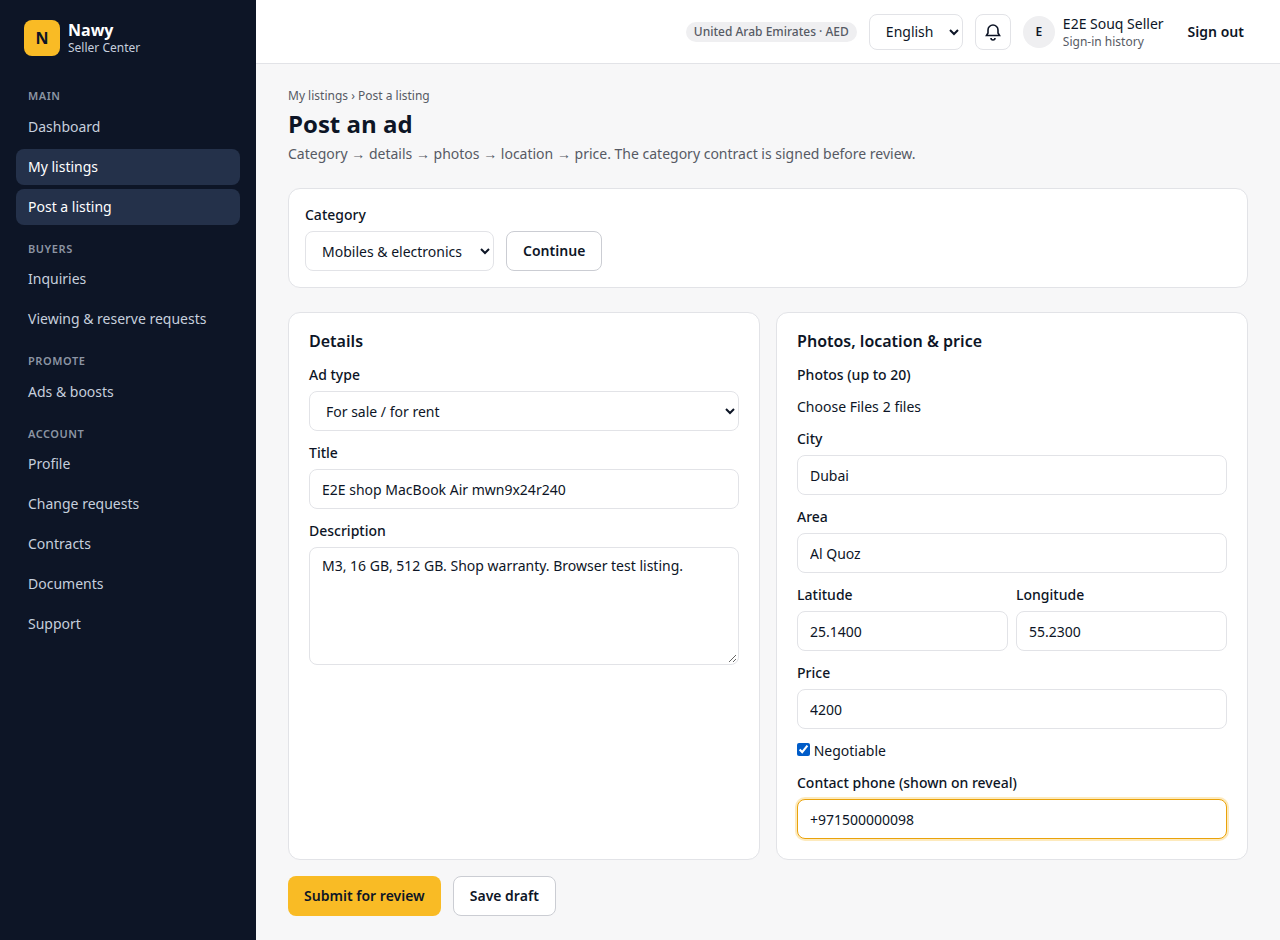 N
Nawy
Seller Center
MAIN
Dashboard
My listings
Post a listing
BUYERS
Inquiries
Viewing & reserve requests
PROMOTE
Ads & boosts
ACCOUNT
Profile
Change requests
Contracts
Documents
Support
United Arab Emirates · AED
English
E
E2E Souq Seller
Sign-in history
Sign out
My listings › Post a listing
Post an ad
Category → details → photos → location → price. The category contract is signed before review.
Category
Mobiles & electronics
Continue
Details
Ad type
For sale / for rent
Title
E2E shop MacBook Air mwn9x24r240
Description
M3, 16 GB, 512 GB. Shop warranty. Browser test listing.
Photos, location & price
Photos (up to 20)
Choose Files 2 files
City
Dubai
Area
Al Quoz
Latitude Longitude
25.1400 55.2300
Price
4200
Negotiable
Contact phone (shown on reveal)
+971500000098
Submit for review
Save draft